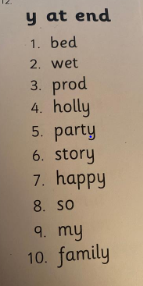 12.
y at end
1. bed
2. wet
3. prod
4. holly
5. party
6. story
7. happy
8. so
9. my
10. family